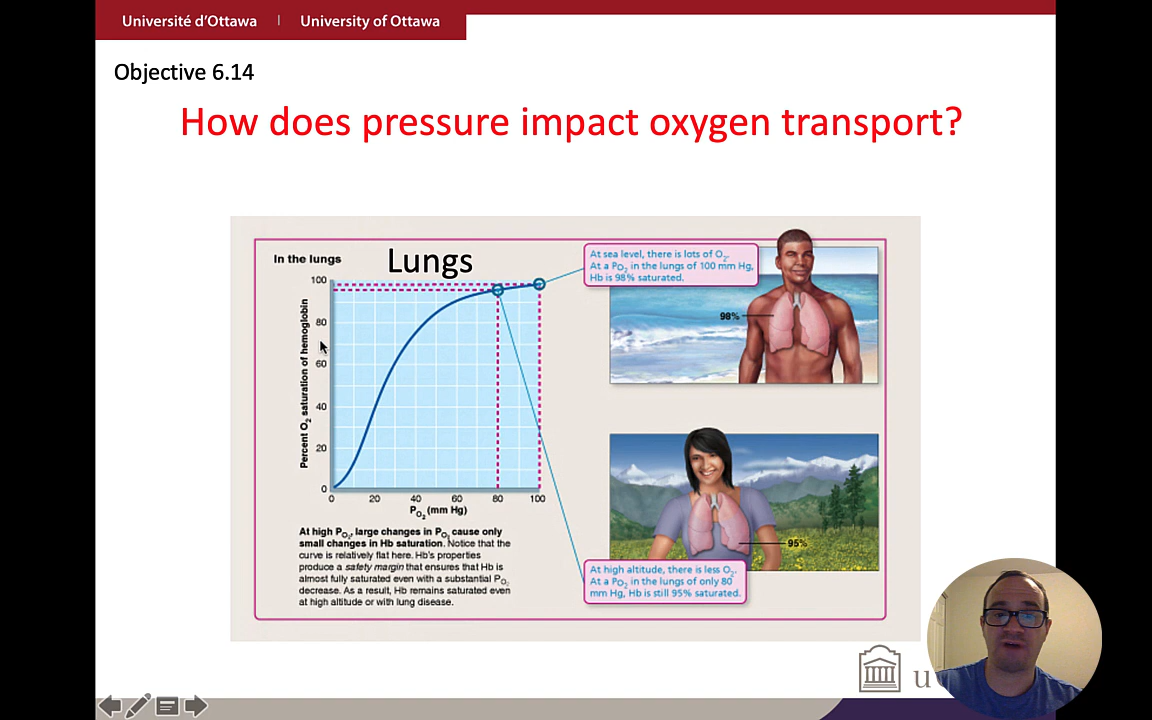 Université d'Ottawa | University of Ottawa
Objective 6.14
How does pressure impact oxygen transport?
In the lungs
Lungs
Percent O2 saturation of hemoglobin
100
80
60
40
20
0
0 20 40 60 80 100
PO2 (mm Hg)
At high PO2, large changes in PO2 cause only
small changes in Hb saturation. Notice that the
curve is relatively flat here. Hb's properties
produce a safety margin that ensures that Hb is
almost fully saturated even with a substantial PO2
decrease. As a result, Hb remains saturated even
at high altitude or with lung disease.
At sea level, there is lots of O2.
At a PO2 in the lungs of 100 mm Hg,
Hb is 98% saturated.
98%
95%
At high altitude, there is less O2.
At a PO2 in the lungs of only 80
mm Hg, Hb is still 95% saturated.
u